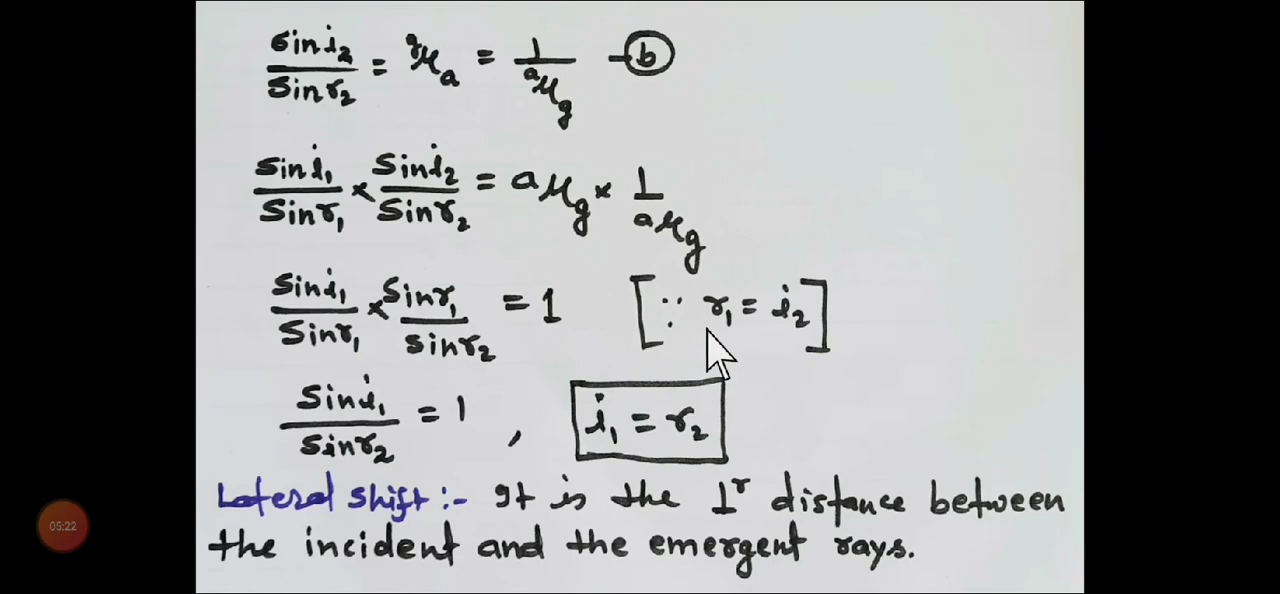 sin i₂ / sin r₂ = ᵍμₐ = 1 / ᵃμg — (b)
sin i₁ / sin r₁ × sin i₂ / sin r₂ = aμg × 1 / aμg
sin i₁ / sin r₁ × sin r₁ / sin r₂ = 1 [∵ r₁ = i₂]
sin i₁ / sin r₂ = 1 , i₁ = r₂
Lateral shift :- It is the ⊥ʳ distance between
the incident and the emergent rays.
05:22